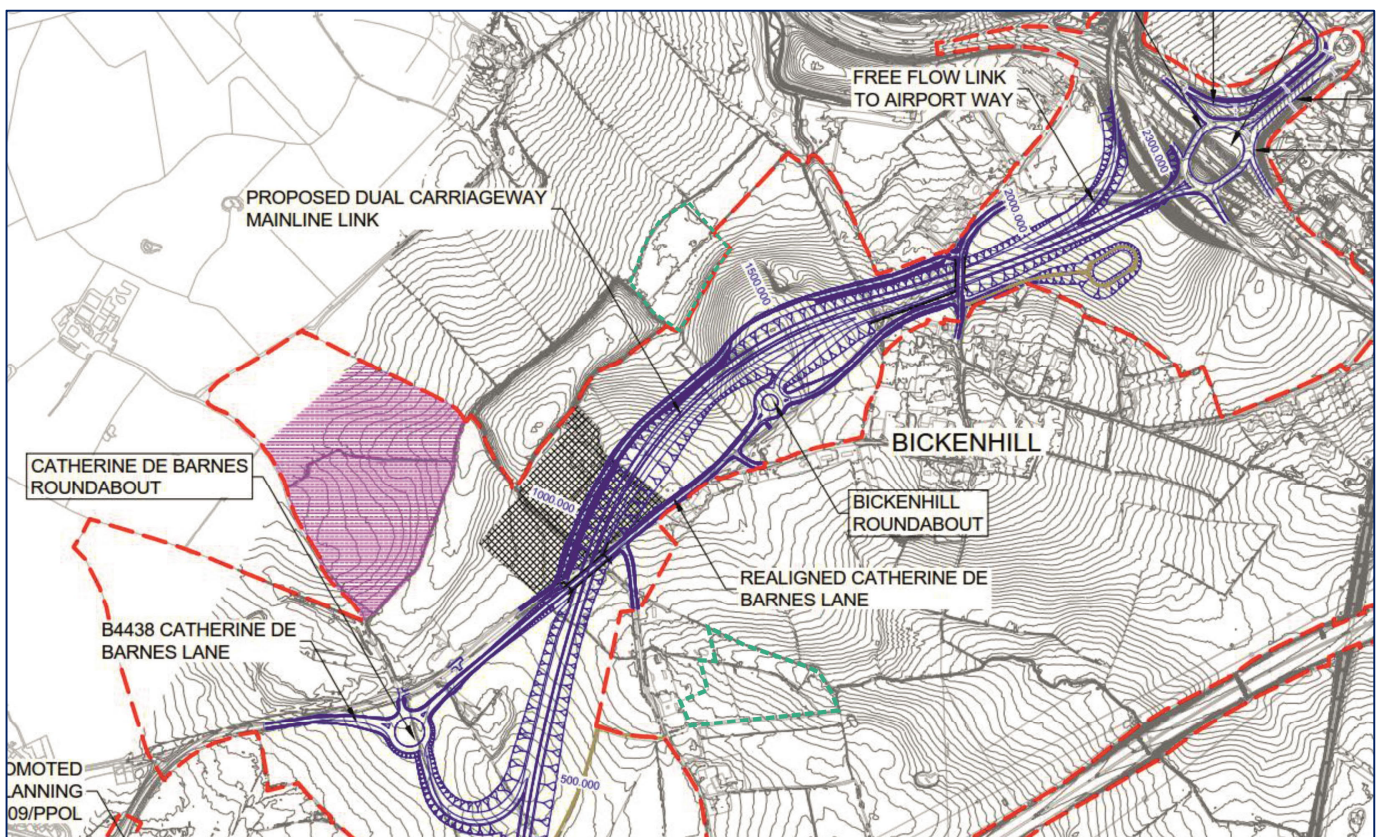 FREE FLOW LINK
TO AIRPORT WAY
2300.000
PROPOSED DUAL CARRIAGEWAY
MAINLINE LINK
2000.000
1500.000
BICKENHILL
CATHERINE DE BARNES
ROUNDABOUT
1000.000
BICKENHILL
ROUNDABOUT
REALIGNED CATHERINE DE
BARNES LANE
B4438 CATHERINE DE
BARNES LANE
500.000
OMOTED
LANNING
09/PPOL